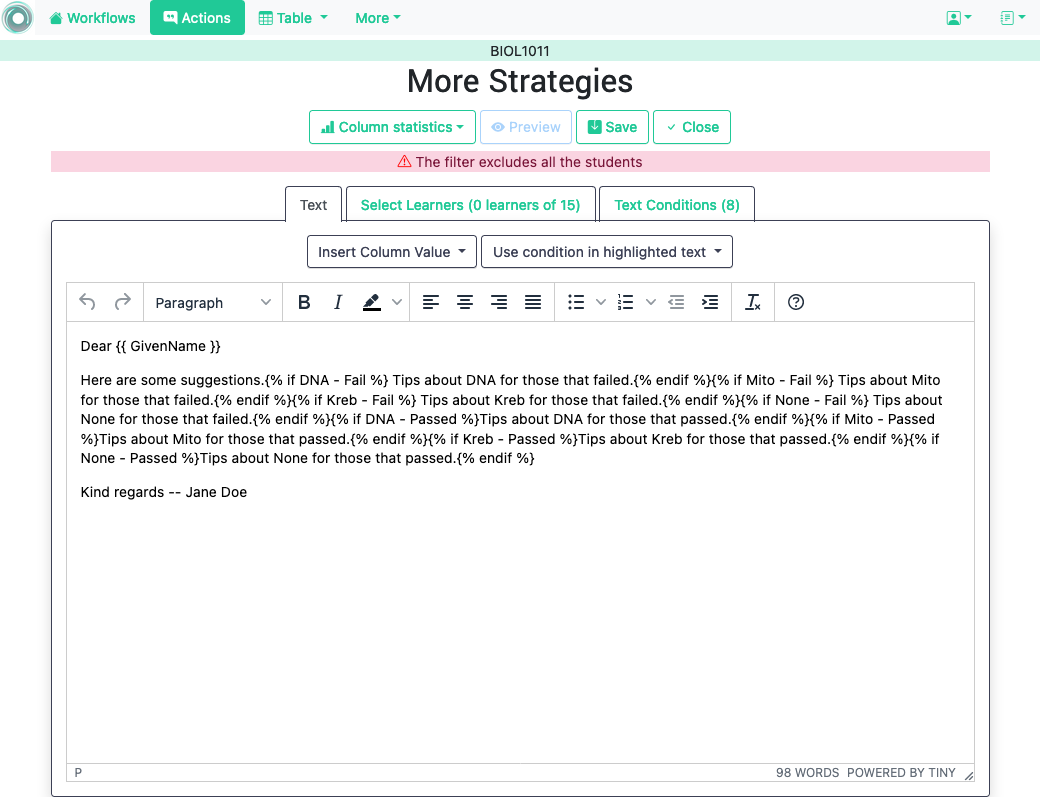 Workflows Actions Table More
BIOL1011
More Strategies
Column statistics Preview Save Close
The filter excludes all the students
Text Select Learners (0 learners of 15) Text Conditions (8)
Insert Column Value Use condition in highlighted text
Paragraph B I
Dear {{ GivenName }}
Here are some suggestions.{% if DNA - Fail %} Tips about DNA for those that failed.{% endif %}{% if Mito - Fail %} Tips about Mito
for those that failed.{% endif %}{% if Kreb - Fail %} Tips about Kreb for those that failed.{% endif %}{% if None - Fail %} Tips about
None for those that failed.{% endif %}{% if DNA - Passed %}Tips about DNA for those that passed.{% endif %}{% if Mito - Passed
%}Tips about Mito for those that passed.{% endif %}{% if Kreb - Passed %}Tips about Kreb for those that passed.{% endif %}{% if
None - Passed %}Tips about None for those that passed.{% endif %}
Kind regards -- Jane Doe
P 98 WORDS POWERED BY TINY